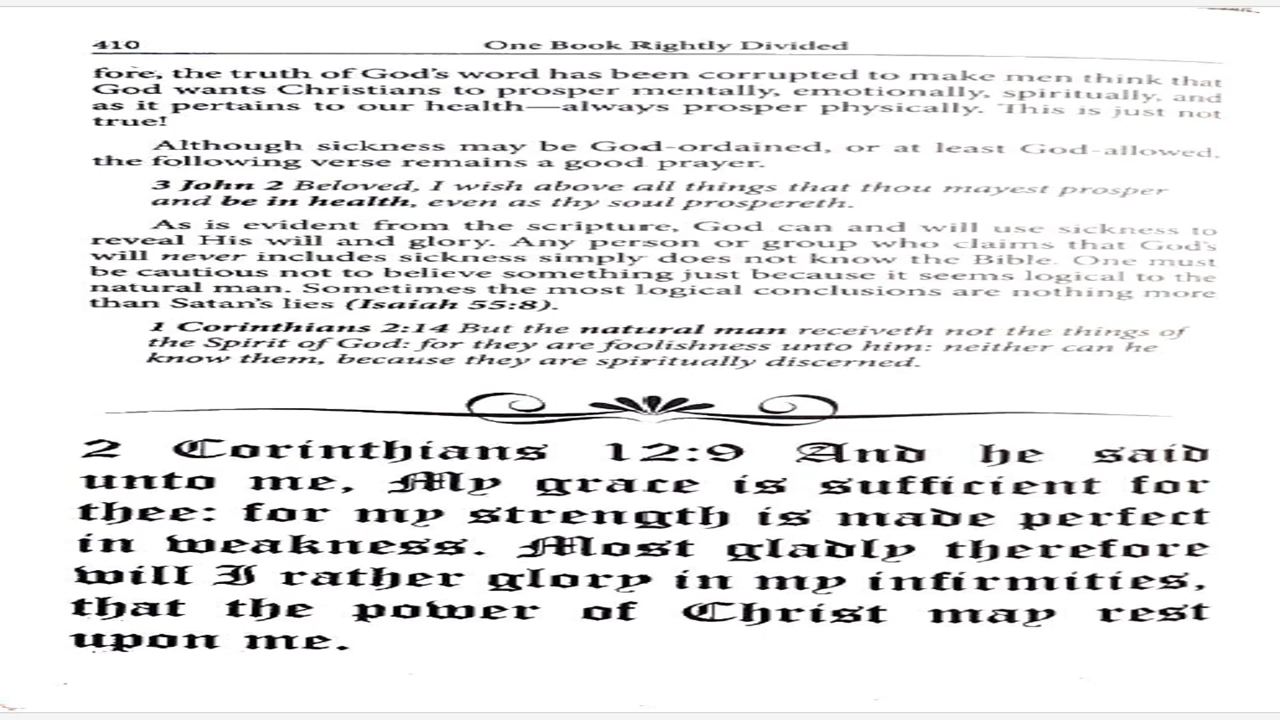 410 One Book Rightly Divided
fore, the truth of God's word has been corrupted to make men think that
God wants Christians to prosper mentally, emotionally, spiritually, and
as it pertains to our health—always prosper physically. This is just not
true!
Although sickness may be God-ordained, or at least God-allowed,
the following verse remains a good prayer.
3 John 2 Beloved, I wish above all things that thou mayest prosper
and be in health, even as thy soul prospereth.
As is evident from the scripture, God can and will use sickness to
reveal His will and glory. Any person or group who claims that God's
will never includes sickness simply does not know the Bible. One must
be cautious not to believe something just because it seems logical to the
natural man. Sometimes the most logical conclusions are nothing more
than Satan's lies (Isaiah 55:8).
1 Corinthians 2:14 But the natural man receiveth not the things of
the Spirit of God: for they are foolishness unto him: neither can he
know them, because they are spiritually discerned.
2 Corinthians 12:9 And he said
unto me, My grace is sufficient for
thee: for my strength is made perfect
in weakness. Most gladly therefore
will I rather glory in my infirmities,
that the power of Christ may rest
upon me.